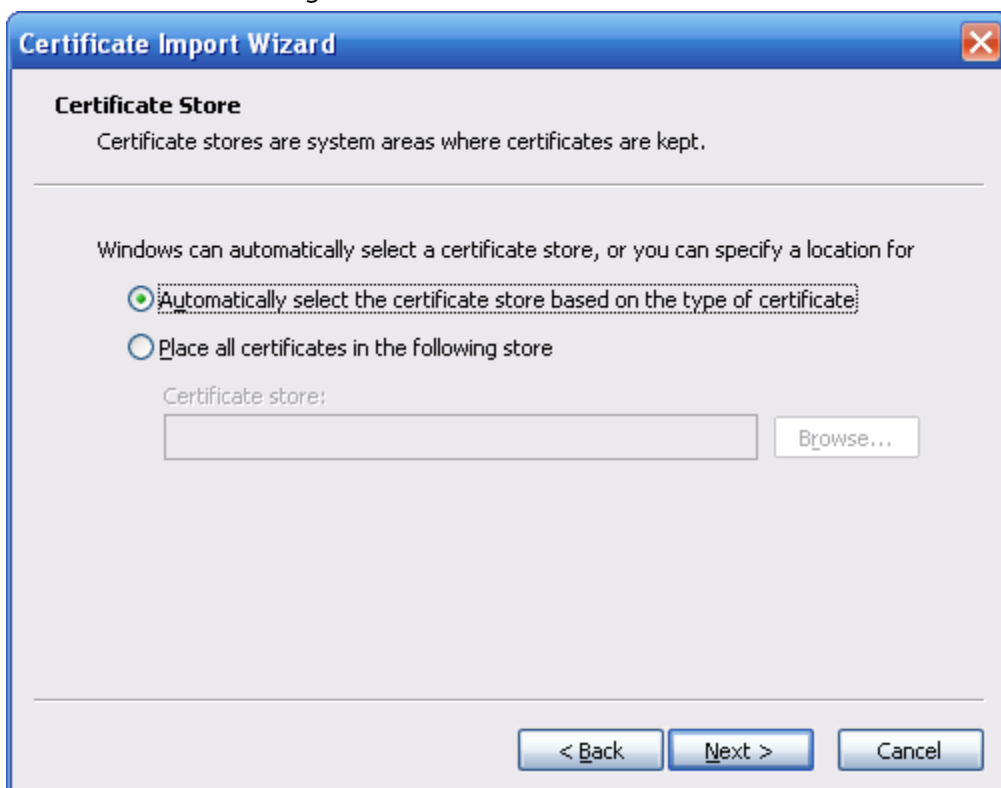 Certificate Import Wizard
Certificate Store
Certificate stores are system areas where certificates are kept.
Windows can automatically select a certificate store, or you can specify a location for
Automatically select the certificate store based on the type of certificate
Place all certificates in the following store
Certificate store:
Browse...
< Back Next > Cancel